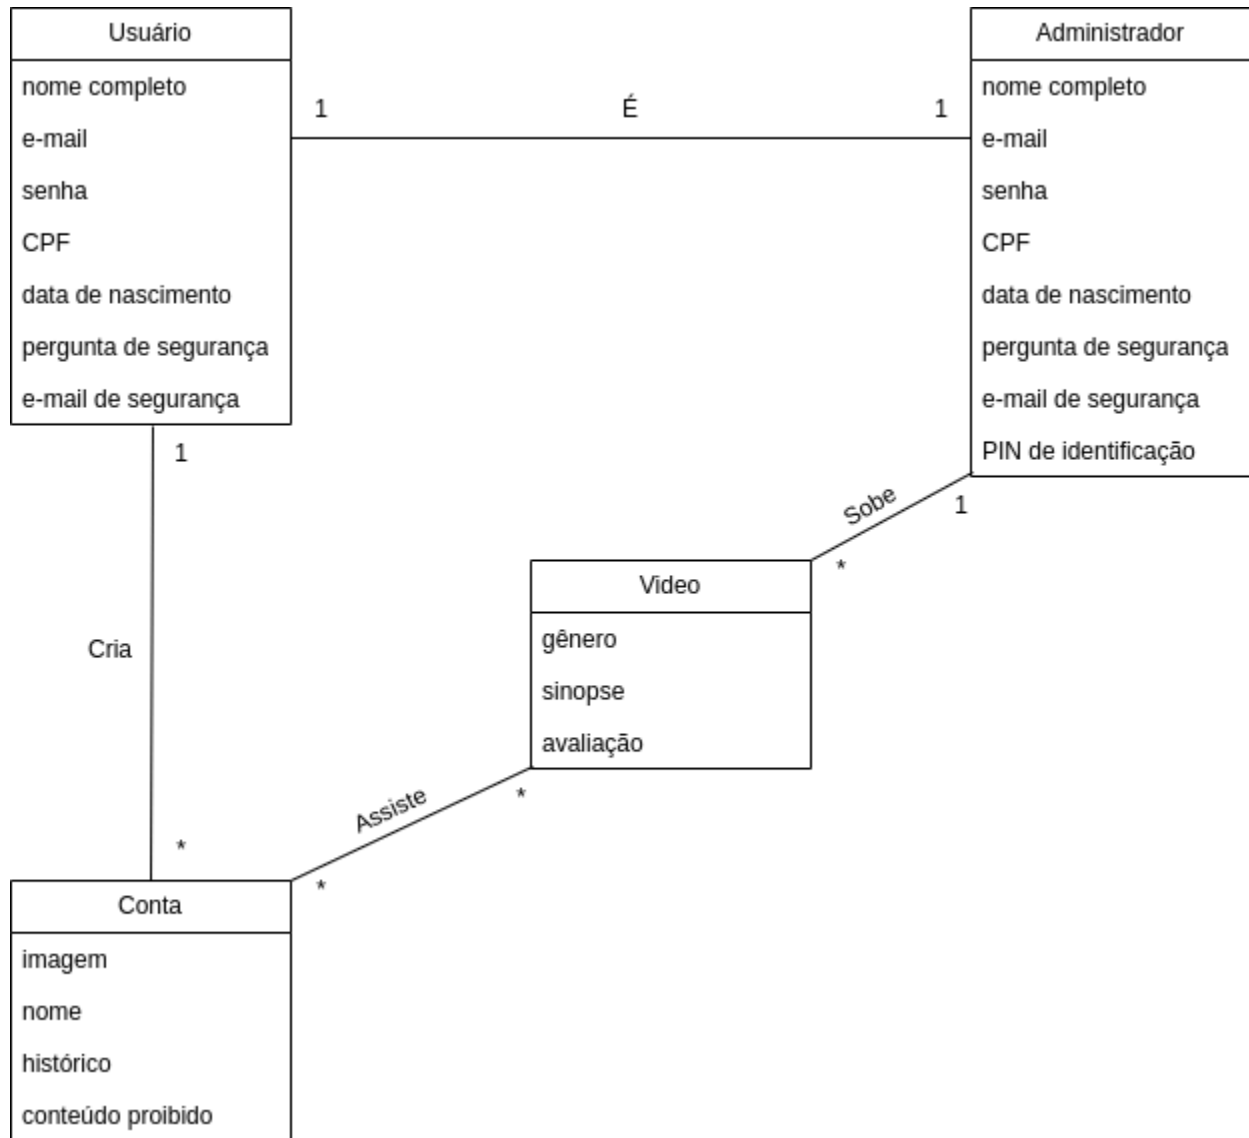 Usuário
nome completo
e-mail
senha
CPF
data de nascimento
pergunta de segurança
e-mail de segurança
1
É
1
Administrador
nome completo
e-mail
senha
CPF
data de nascimento
pergunta de segurança
e-mail de segurança
PIN de identificação
1
Sobe
1
*
Video
gênero
sinopse
avaliação
Cria
Assiste
*
*
*
Conta
imagem
nome
histórico
conteúdo proibido